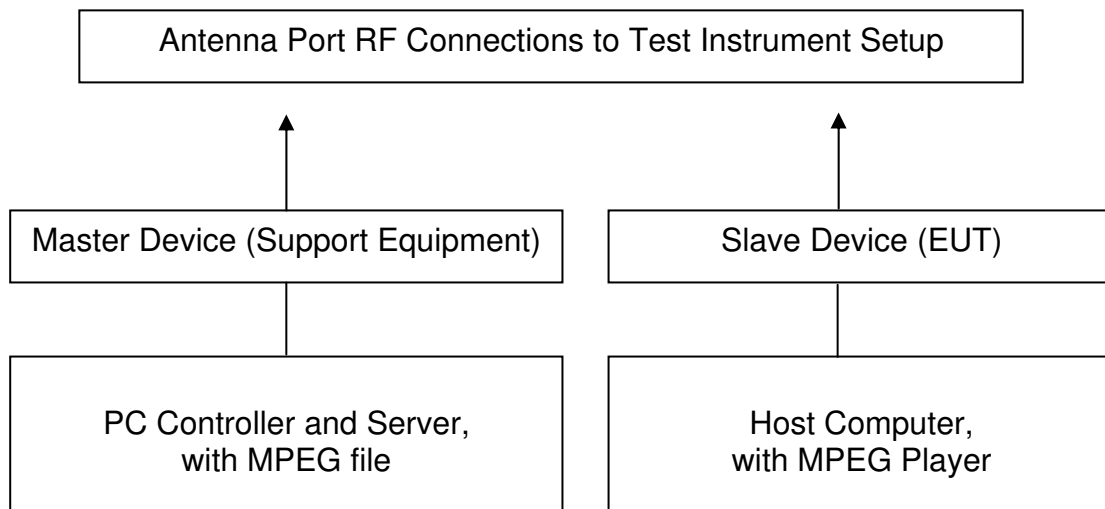 Antenna Port RF Connections to Test Instrument Setup
Master Device (Support Equipment)
Slave Device (EUT)
PC Controller and Server,
with MPEG file
Host Computer,
with MPEG Player